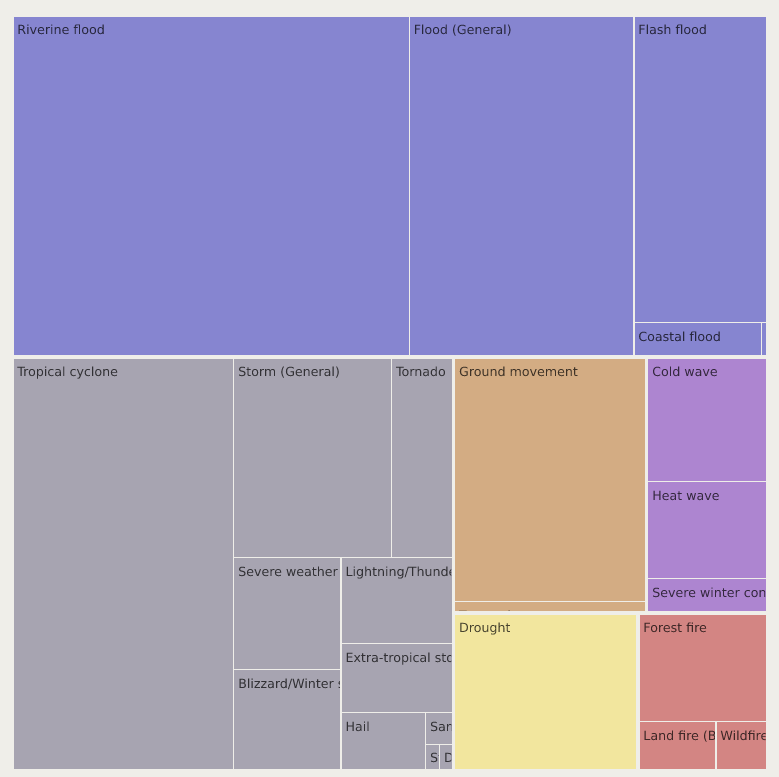 Riverine flood
Flood (General)
Flash flood
Coastal flood
Tropical cyclone
Storm (General)
Tornado
Ground movement
Cold wave
Heat wave
Severe weather
Lightning/Thunde
Severe winter con
Extra-tropical sto
Blizzard/Winter s
Hail
San
S
D
Drought
Forest fire
Land fire (B
Wildfire